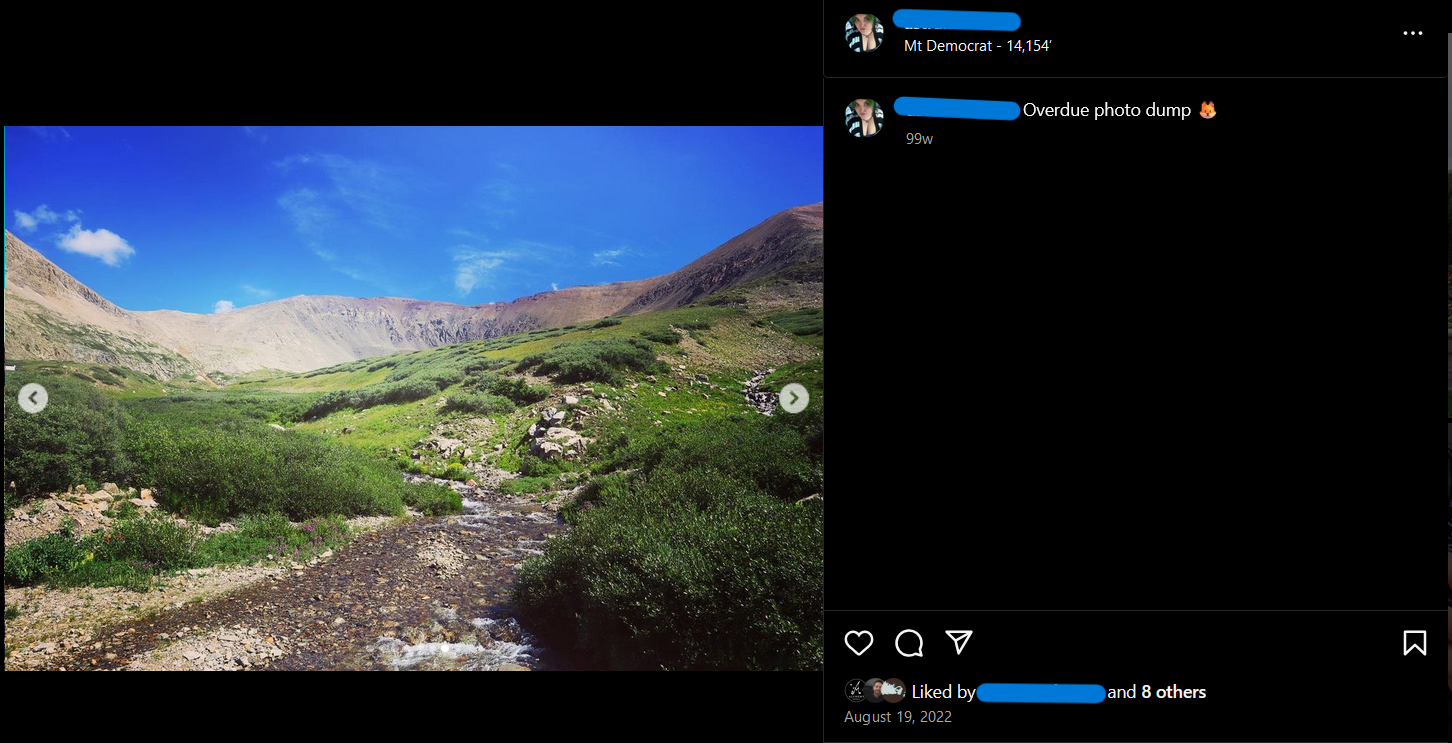 Mt Democrat - 14,154'
Overdue photo dump 🦊
99w
Liked by and 8 others
August 19, 2022